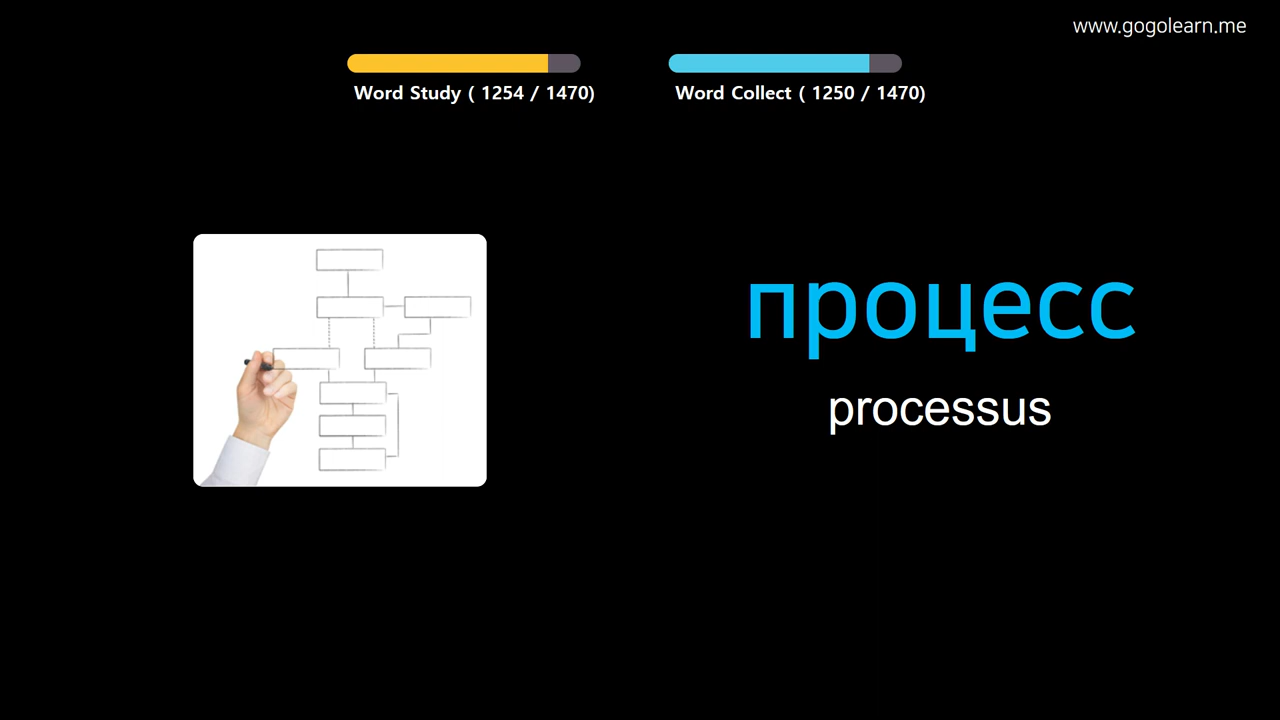 www.gogolearn.me
Word Study ( 1254 / 1470)
Word Collect ( 1250 / 1470)
процесс
processus